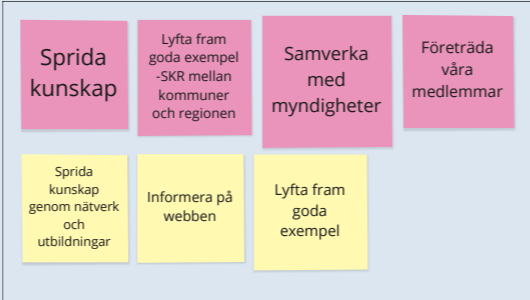 Sprida
kunskap
Lyfta fram
goda exempel
-SKR mellan
kommuner
och regionen
Samverka
med
myndigheter
Företräda
våra
medlemmar
Sprida
kunskap
genom nätverk
och
utbildningar
Informera på
webben
Lyfta fram
goda
exempel